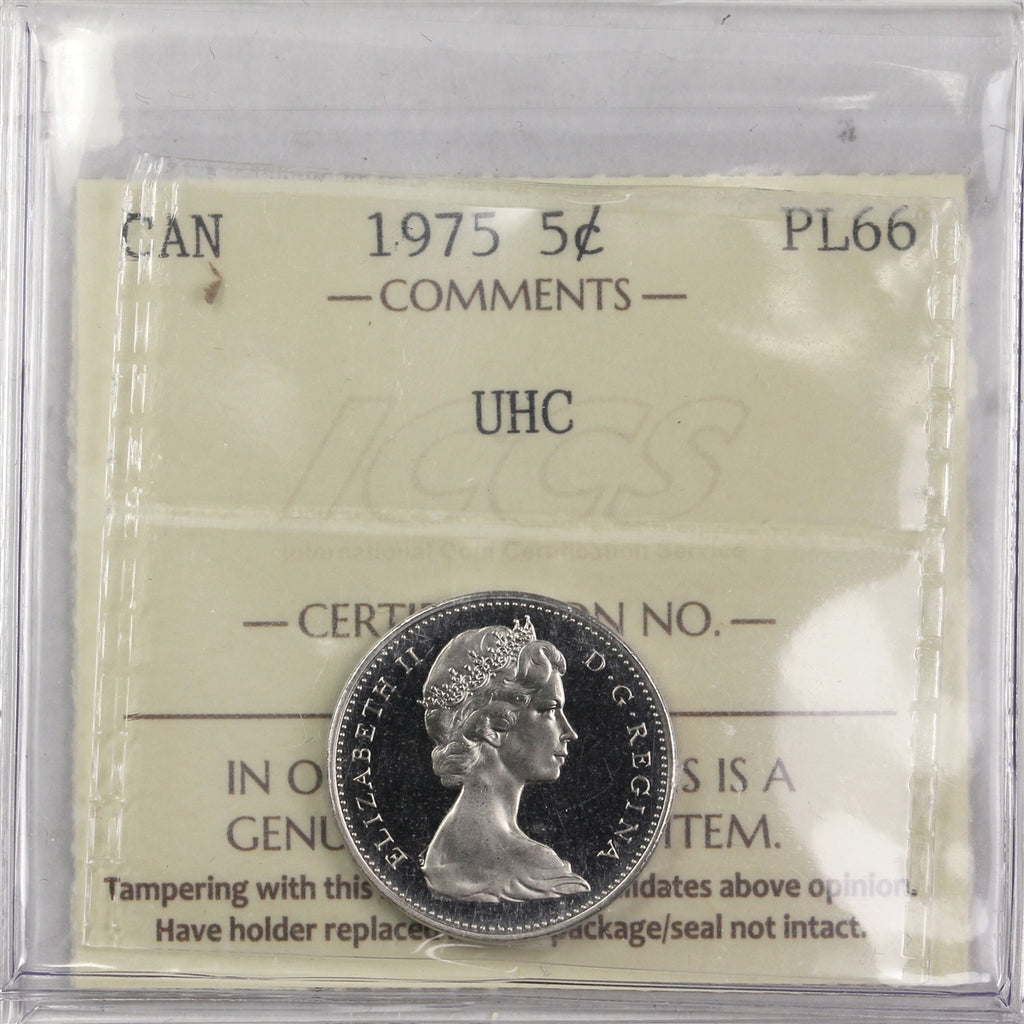 CAN 1975 5¢ PL66
— COMMENTS —
UHC
ICCS
International Coin Certification Service
— CERTI N NO. —
ELIZABETH II D·G·REGINA
IN O S IS A
GENU ITEM.
Tampering with this idates above opinion.
Have holder replaced package/seal not intact.